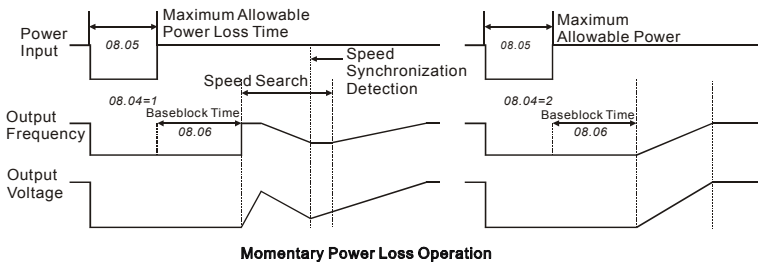 Maximum Allowable
Power Loss Time
Power
Input
08.05
Speed
Synchronization
Detection
Speed Search
08.04=1
Baseblock Time
08.06
Output
Frequency
Output
Voltage
Maximum
Allowable Power
08.05
08.04=2
Baseblock Time
08.06
Momentary Power Loss Operation